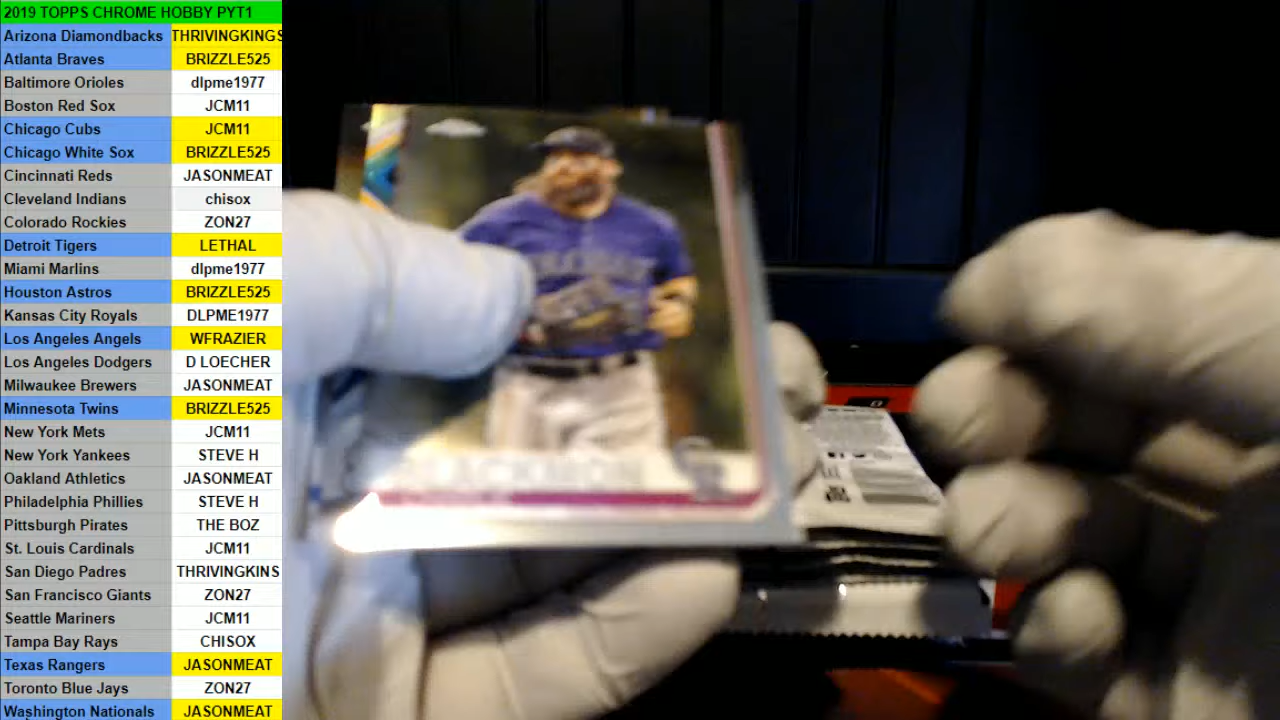 2019 TOPPS CHROME HOBBY PYT1
Arizona Diamondbacks THRIVINGKINGS
Atlanta Braves BRIZZLE525
Baltimore Orioles dlpme1977
Boston Red Sox JCM11
Chicago Cubs JCM11
Chicago White Sox BRIZZLE525
Cincinnati Reds JASONMEAT
Cleveland Indians chisox
Colorado Rockies ZON27
Detroit Tigers LETHAL
Miami Marlins dlpme1977
Houston Astros BRIZZLE525
Kansas City Royals DLPME1977
Los Angeles Angels WFRAZIER
Los Angeles Dodgers D LOECHER
Milwaukee Brewers JASONMEAT
Minnesota Twins BRIZZLE525
New York Mets JCM11
New York Yankees STEVE H
Oakland Athletics JASONMEAT
Philadelphia Phillies STEVE H
Pittsburgh Pirates THE BOZ
St. Louis Cardinals JCM11
San Diego Padres THRIVINGKINS
San Francisco Giants ZON27
Seattle Mariners JCM11
Tampa Bay Rays CHISOX
Texas Rangers JASONMEAT
Toronto Blue Jays ZON27
Washington Nationals JASONMEAT
BLACKMON